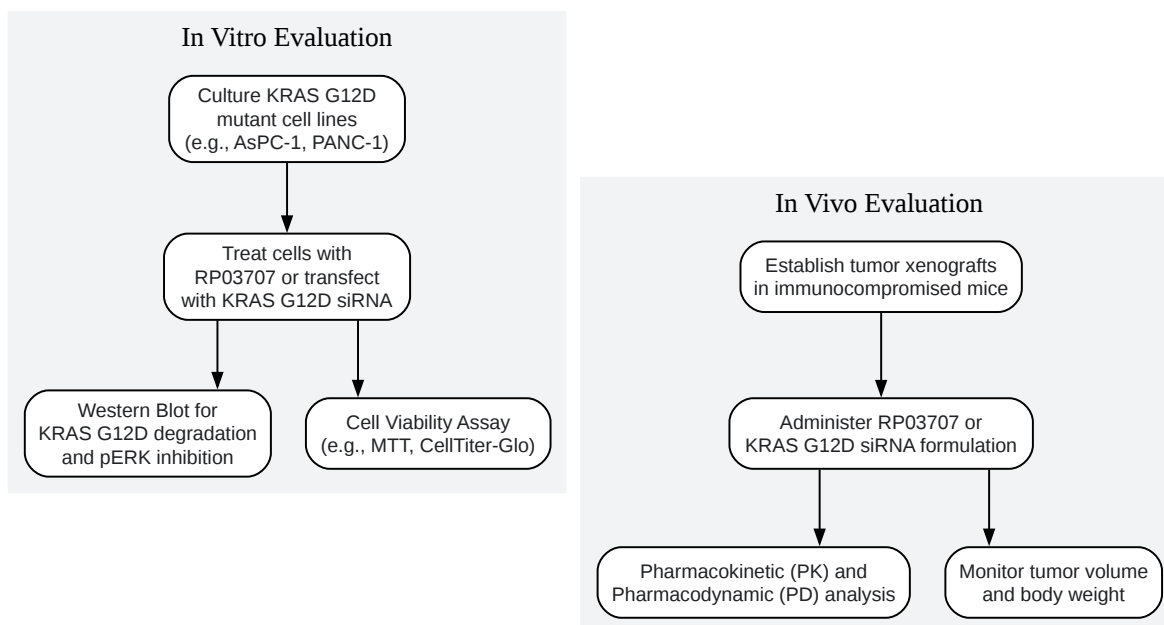 In Vitro Evaluation
Culture KRAS G12D
mutant cell lines
(e.g., AsPC-1, PANC-1)
Treat cells with
RP03707 or transfect
with KRAS G12D siRNA
Western Blot for
KRAS G12D degradation
and pERK inhibition
Cell Viability Assay
(e.g., MTT, CellTiter-Glo)
In Vivo Evaluation
Establish tumor xenografts
in immunocompromised mice
Administer RP03707 or
KRAS G12D siRNA formulation
Pharmacokinetic (PK) and
Pharmacodynamic (PD) analysis
Monitor tumor volume
and body weight